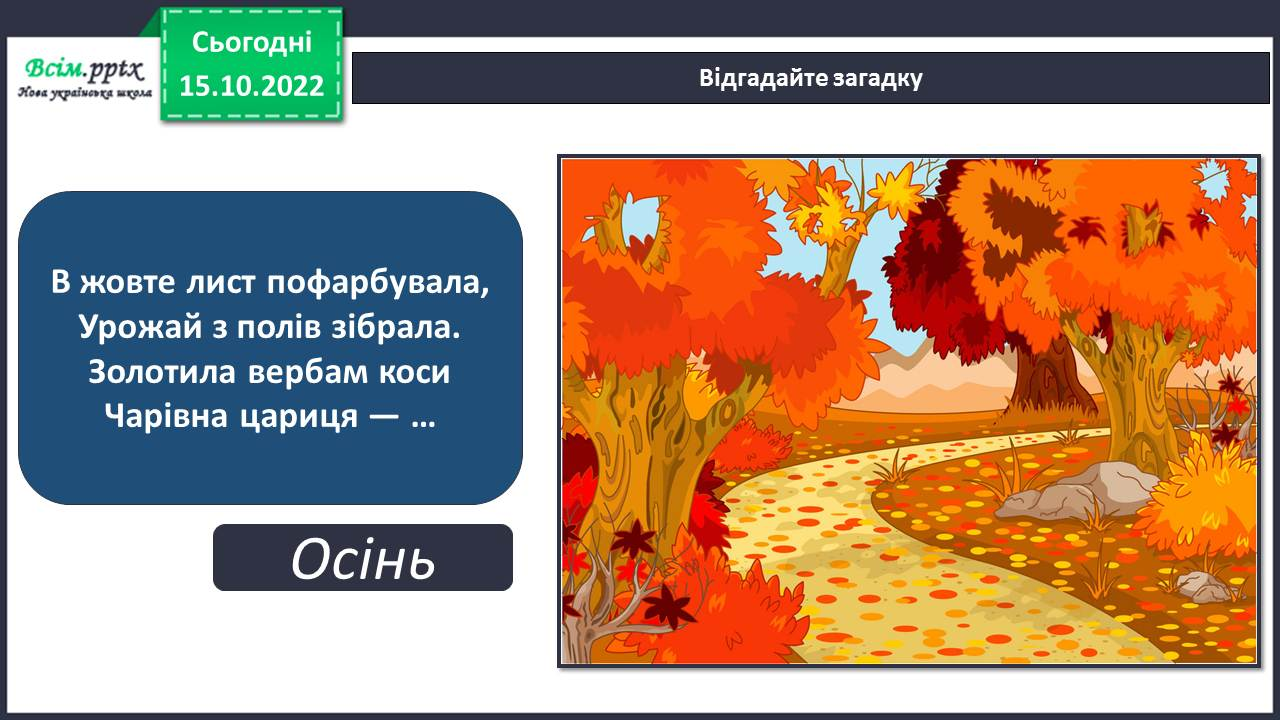 Сьогодні
15.10.2022
Всім.pptx
Нова українська школа
Відгадайте загадку
В жовте лист пофарбувала,
Урожай з полів зібрала.
Золотила вербам коси
Чарівна цариця — …
Осінь